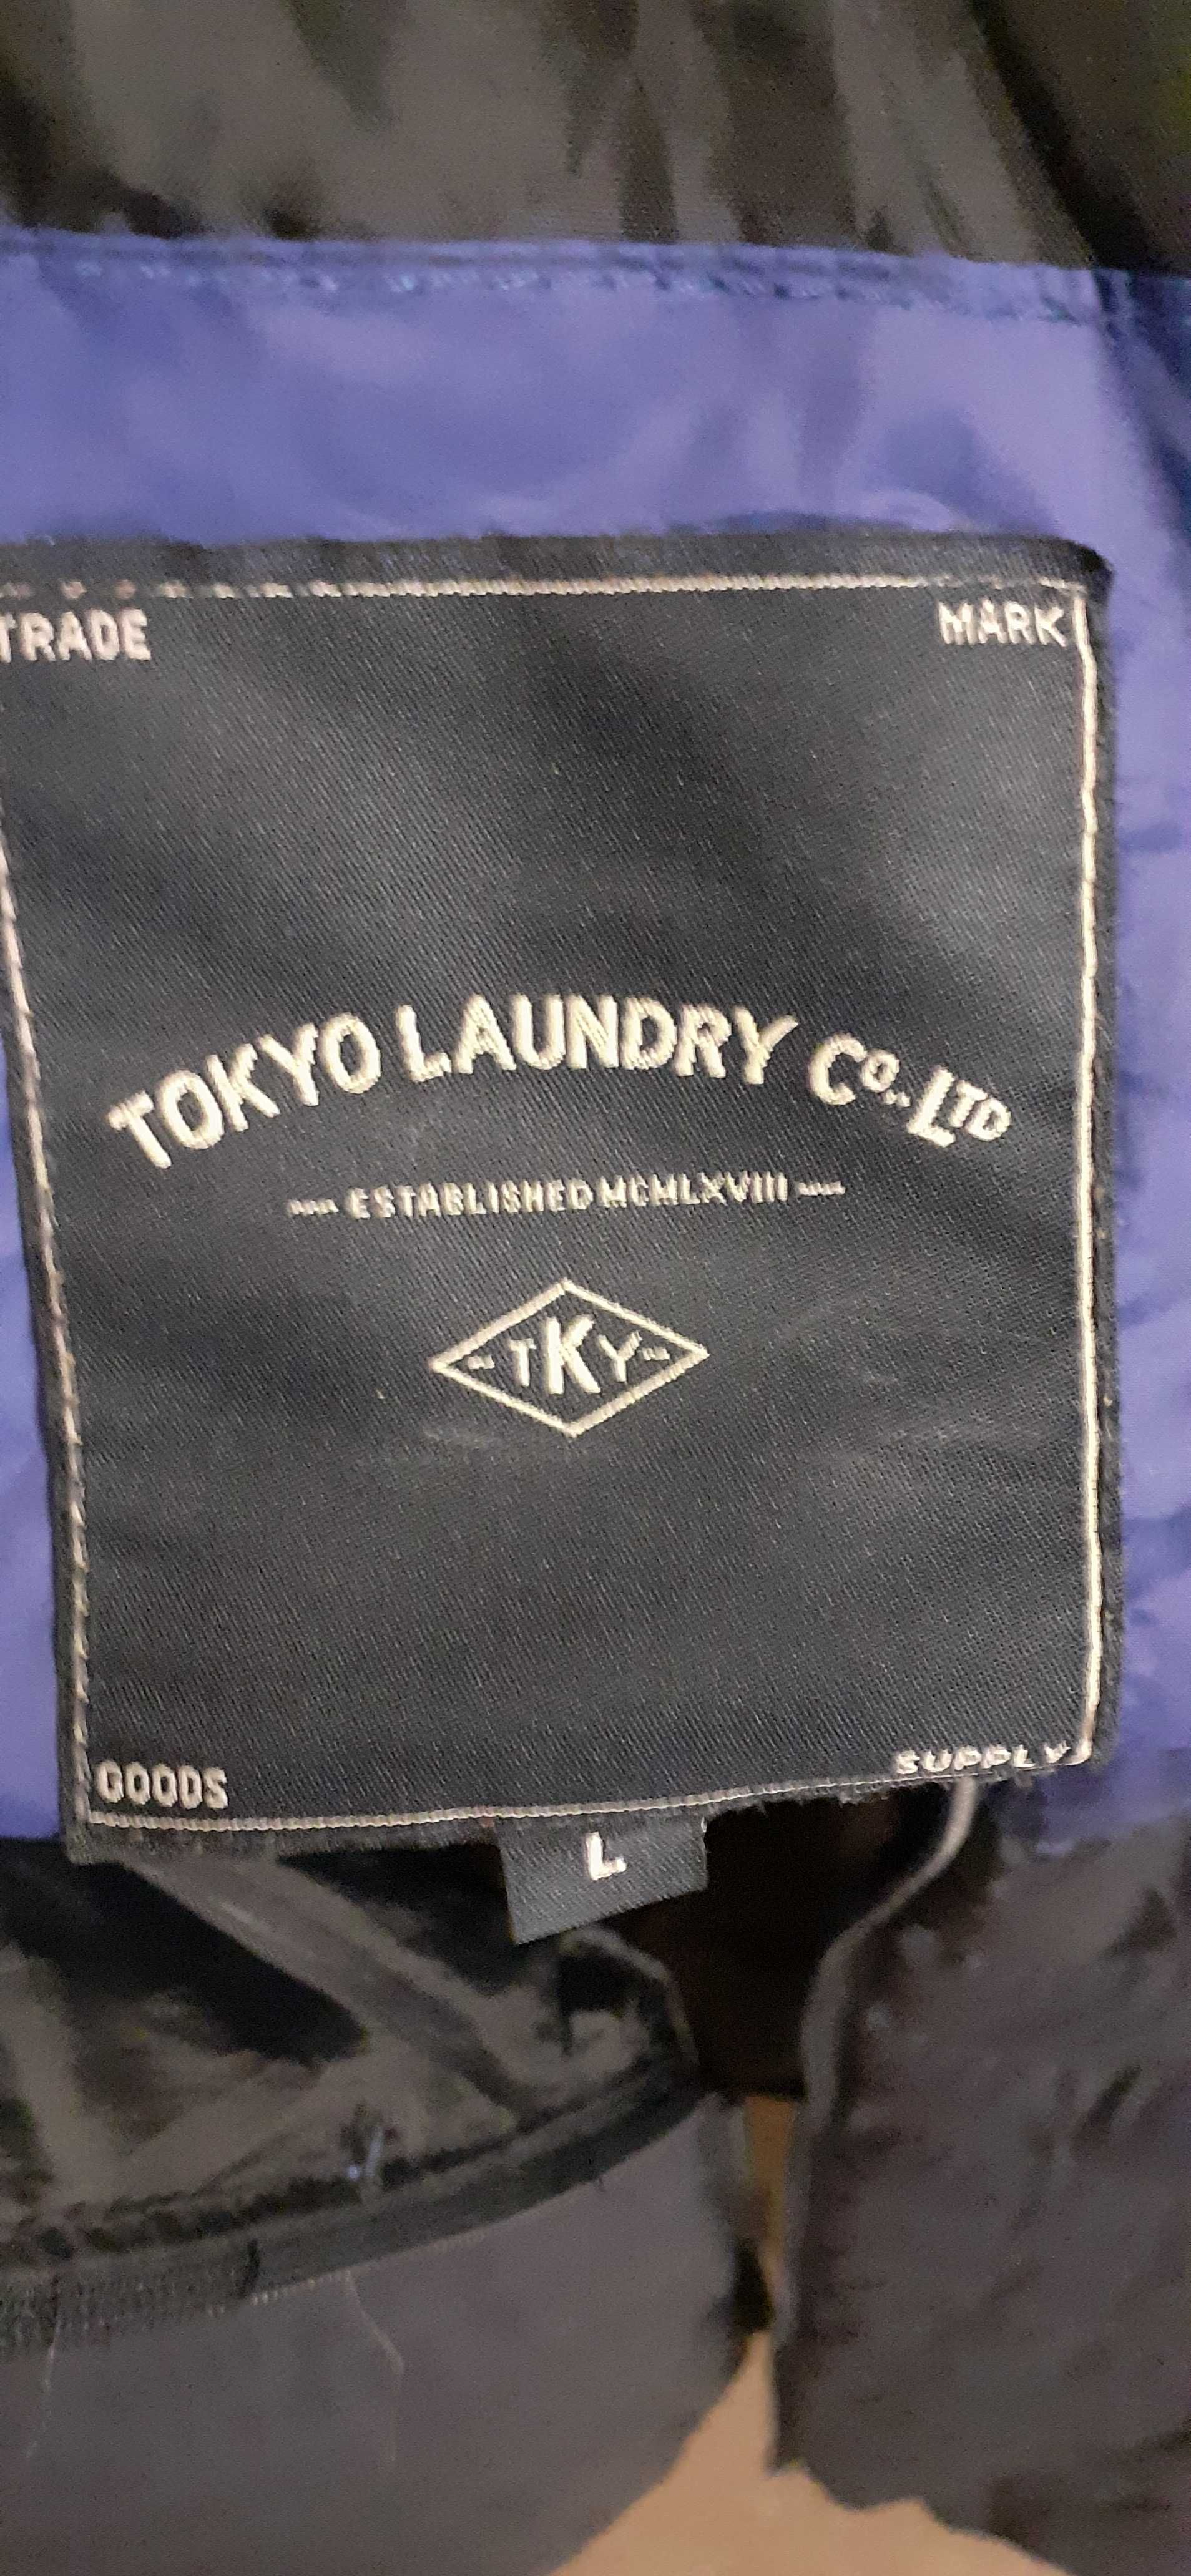 TRADE MARK
TOKYO LAUNDRY CO.,LTD
ESTABLISHED MCMLXVIII
-TKY-
GOODS SUPPLY
L